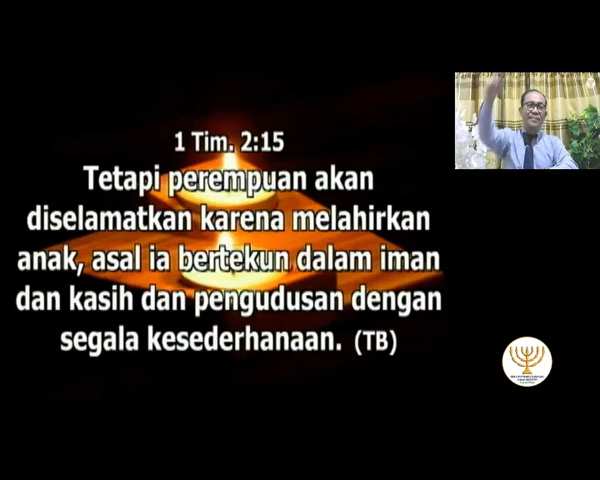 1 Tim. 2:15
Tetapi perempuan akan
diselamatkan karena melahirkan
anak, asal ia bertekun dalam iman
dan kasih dan pengudusan dengan
segala kesederhanaan. (TB)